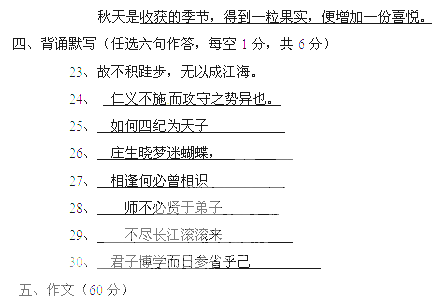 秋天是收获的季节，得到一粒果实，便增加一份喜悦。
四、背诵默写（任选六句作答，每空1分，共6分）
23、故不积跬步，无以成江海。
24、 仁义不施而攻守之势异也。
25、 如何四纪为天子
26、 庄生晓梦迷蝴蝶，
27、 相逢何必曾相识
28、 师不必贤于弟子
29、 不尽长江滚滚来
30、 君子博学而日参省乎己
五、作文（60分）